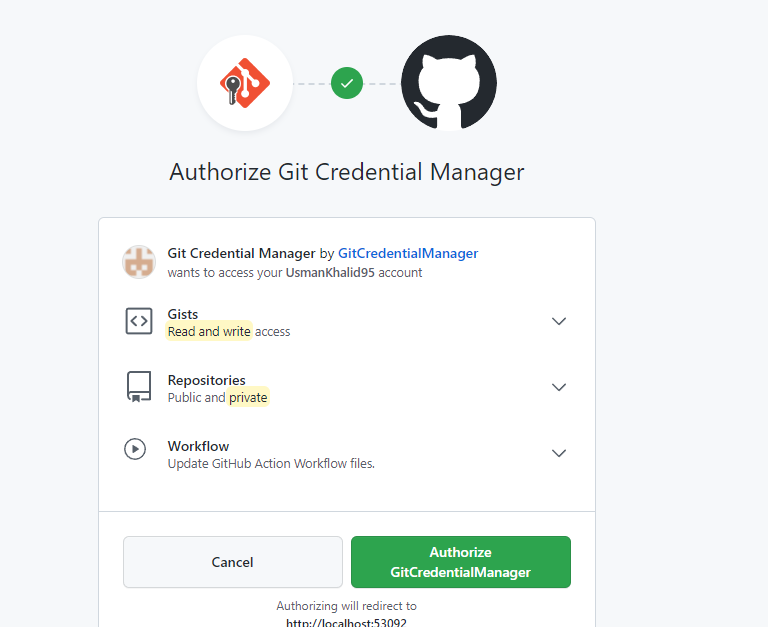 Authorize Git Credential Manager
Git Credential Manager by GitCredentialManager
wants to access your UsmanKhalid95 account
Gists
Read and write access
Repositories
Public and private
Workflow
Update GitHub Action Workflow files.
Cancel
Authorize
GitCredentialManager
Authorizing will redirect to
http://localhost:53092